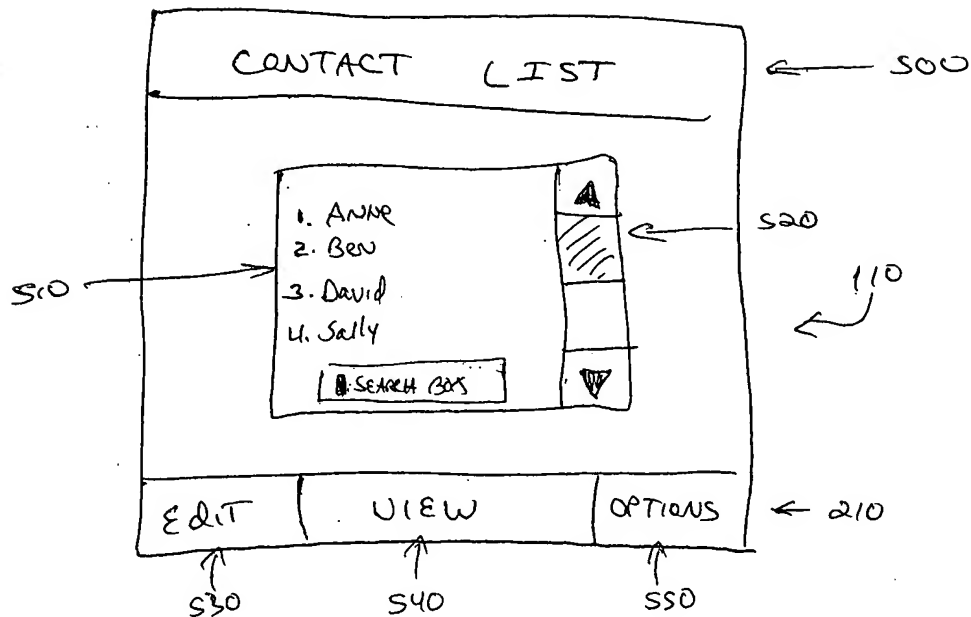 CONTACT LIST
500
1. Anne
2. Ben
3. David
4. Sally
SEARCH BOX
520
510
110
EdiT
VIEW
OPTIONS
210
530
540
550